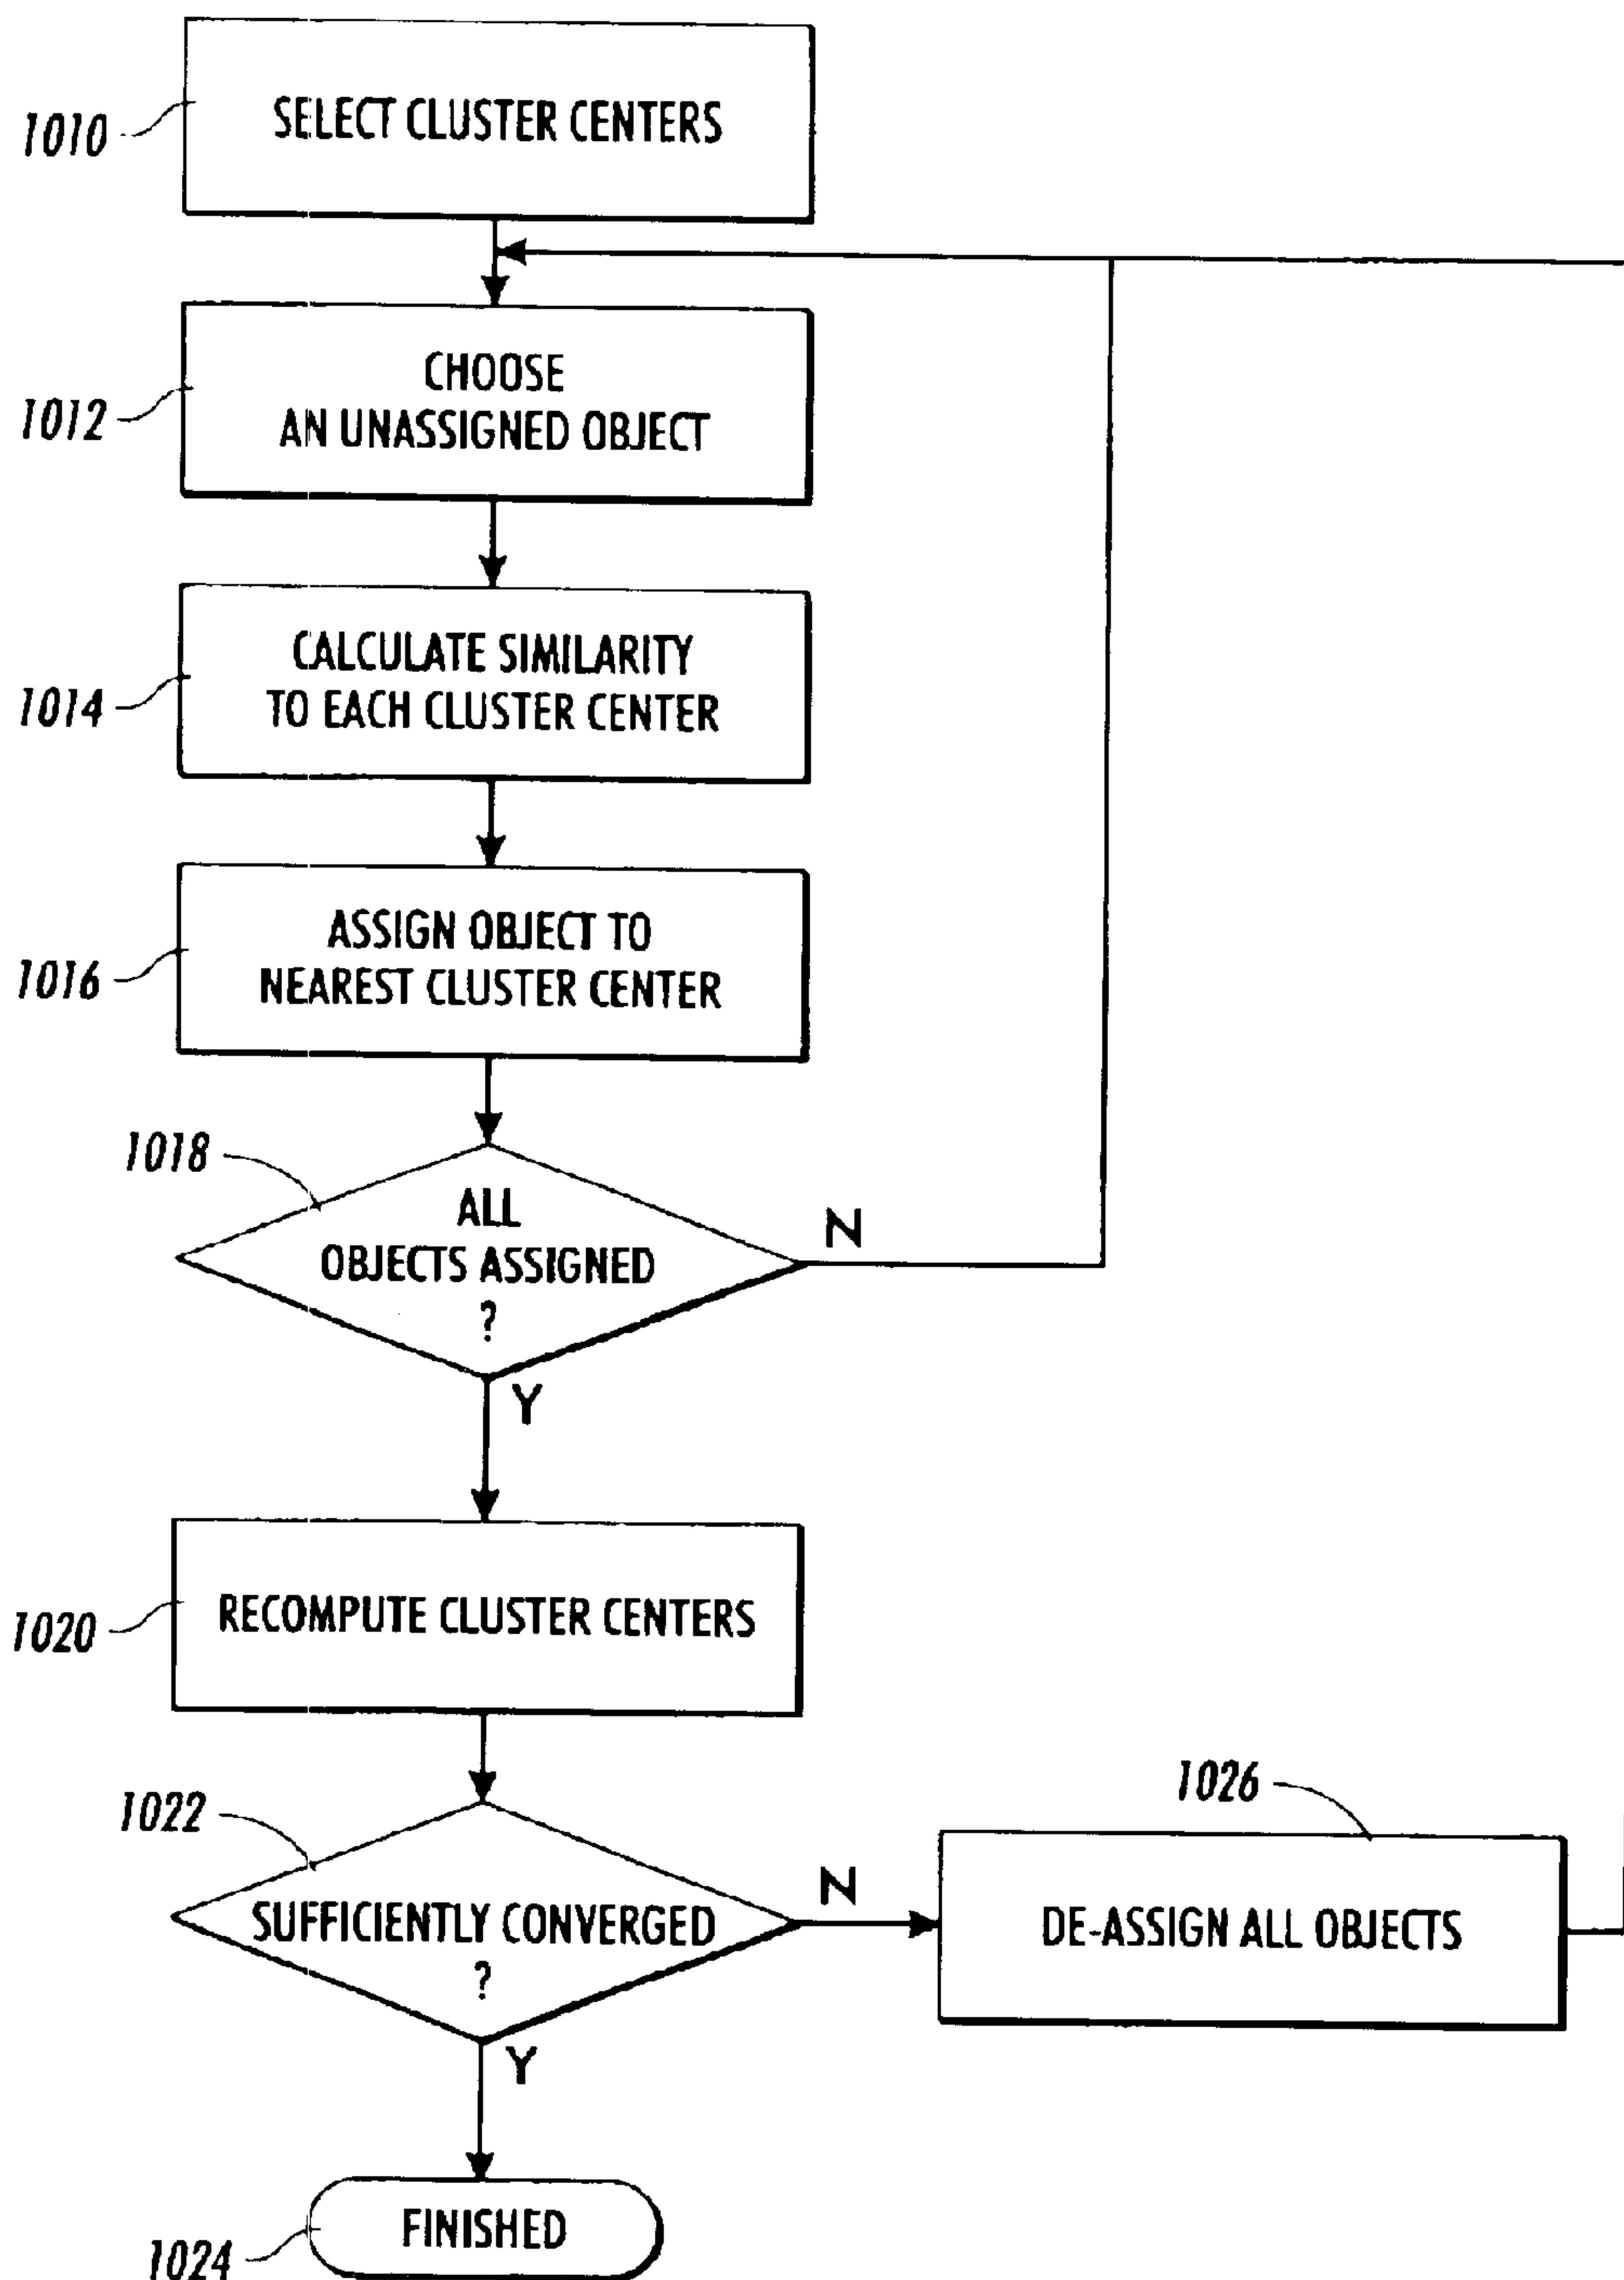 1010
SELECT CLUSTER CENTERS
1012
CHOOSE
AN UNASSIGNED OBJECT
1014
CALCULATE SIMILARITY
TO EACH CLUSTER CENTER
1016
ASSIGN OBJECT TO
NEAREST CLUSTER CENTER
1018
ALL
OBJECTS ASSIGNED
?
N
Y
1020
RECOMPUTE CLUSTER CENTERS
1022
SUFFICIENTLY CONVERGED
?
N
Y
1026
DE-ASSIGN ALL OBJECTS
1024
FINISHED